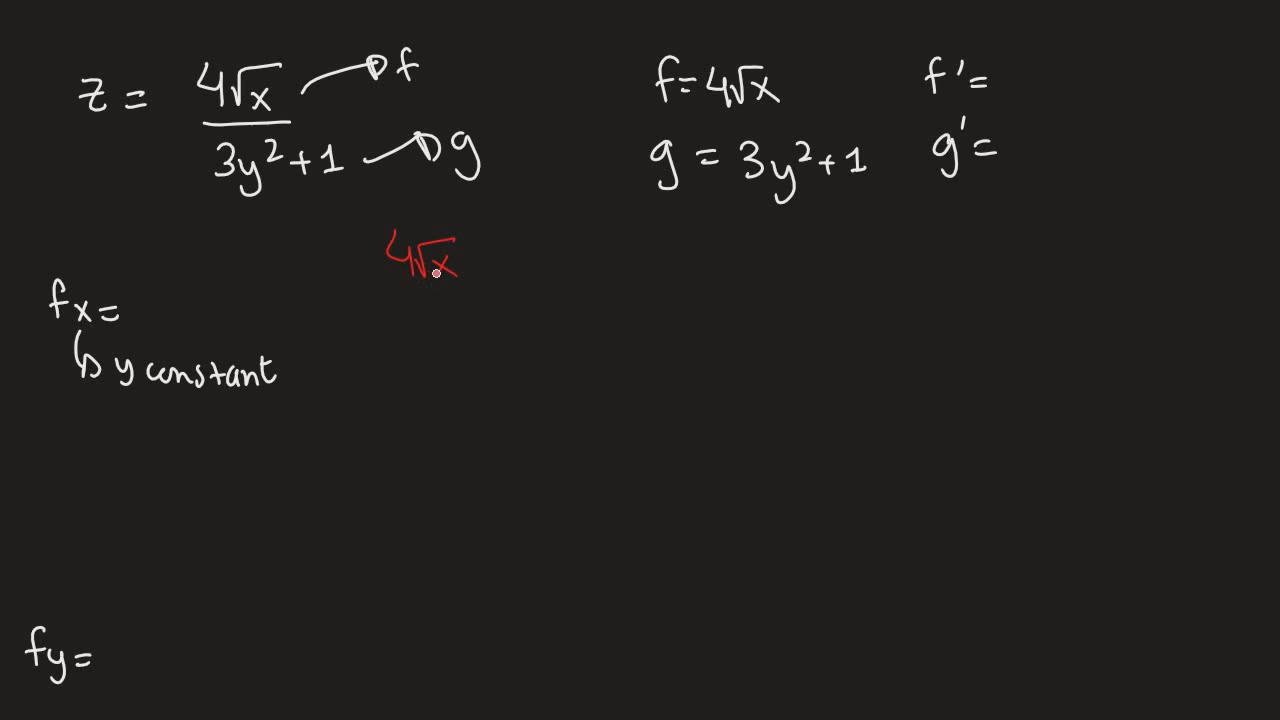 z = 4√x / 3y²+1 → f → g
f = 4√x f' =
g = 3y²+1 g' =
4√x
fx =
↳ y constant
fy =